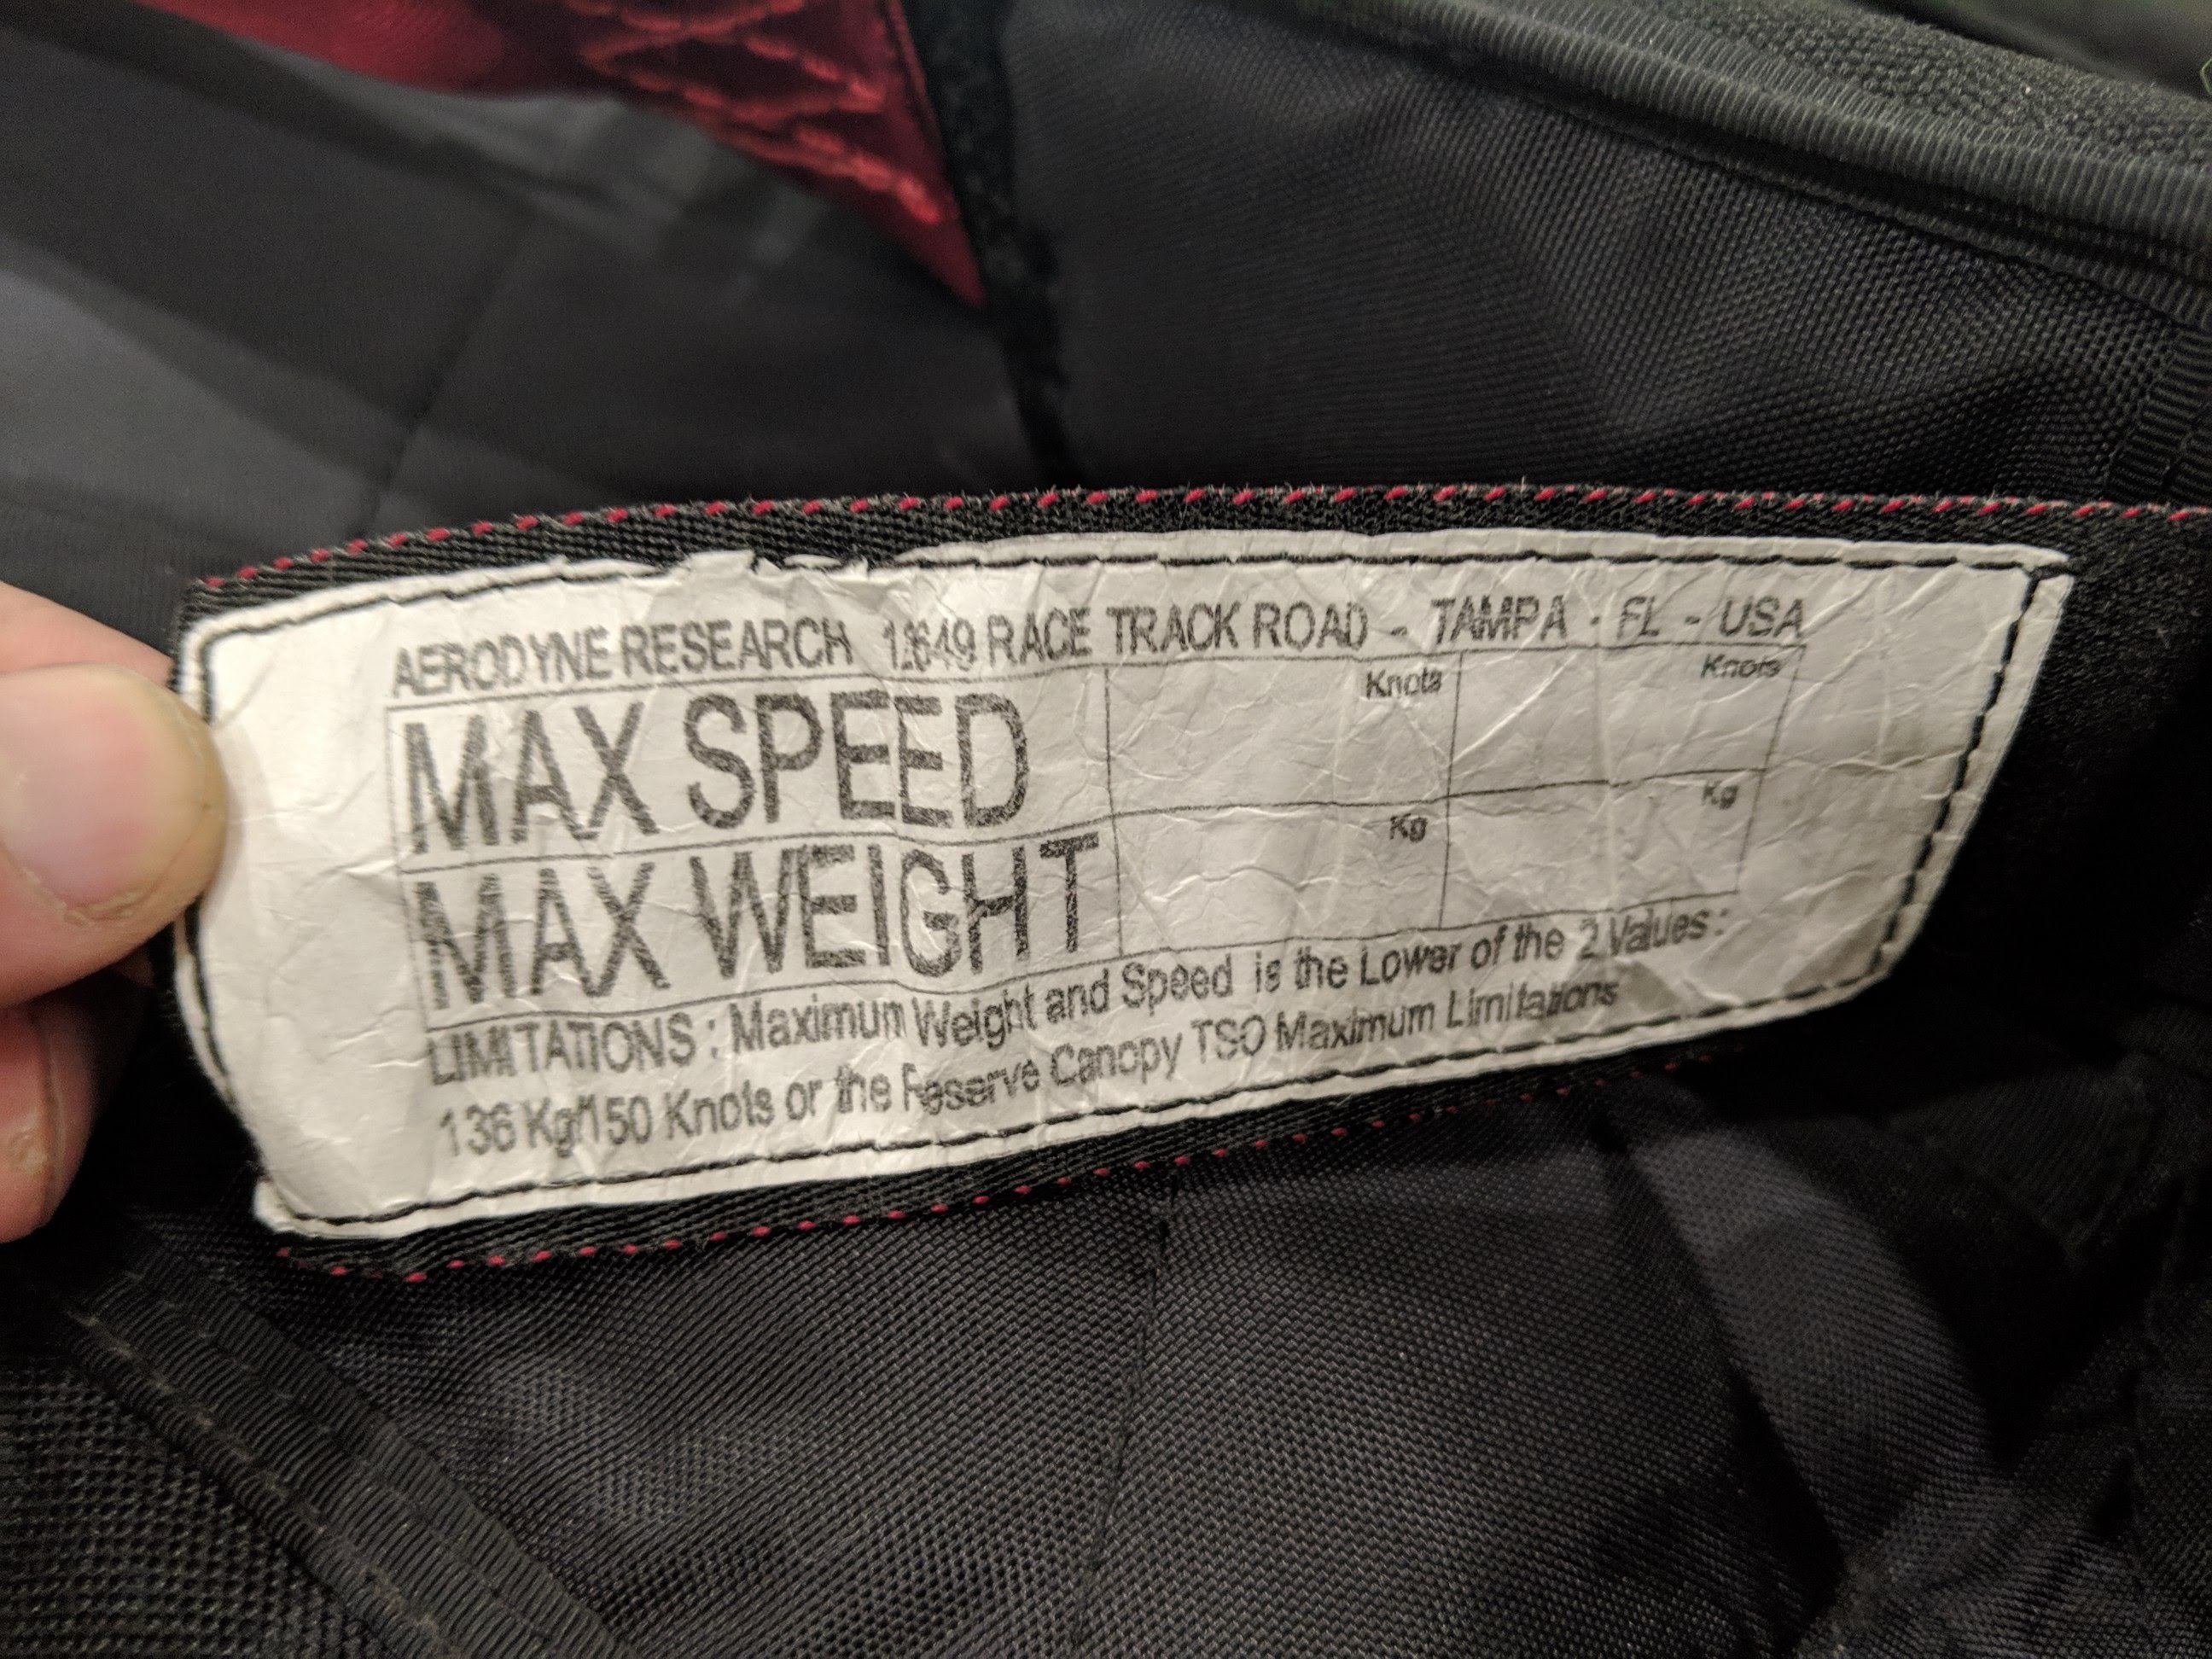 AERODYNE RESEARCH 12649 RACE TRACK ROAD - TAMPA - FL - USA
MAX SPEED Knots Knots
MAX WEIGHT Kg Kg
LIMITATIONS : Maximum Weight and Speed is the Lower of the 2 Values :
136 Kg/150 Knots or the Reserve Canopy TSO Maximum Limitations